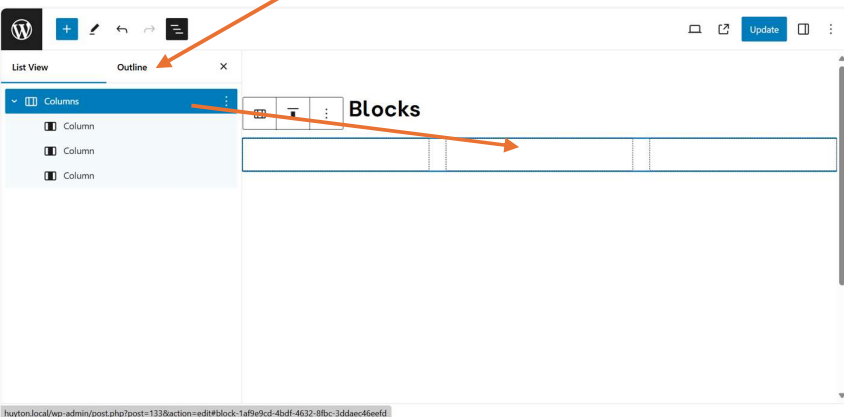 Update
List View Outline
Columns
Blocks
Column
Column
Column
huyton.local/wp-admin/post.php?post=133&action=edit#block-1af9e9cd-4bdf-4632-8fbc-3ddaec46eefd